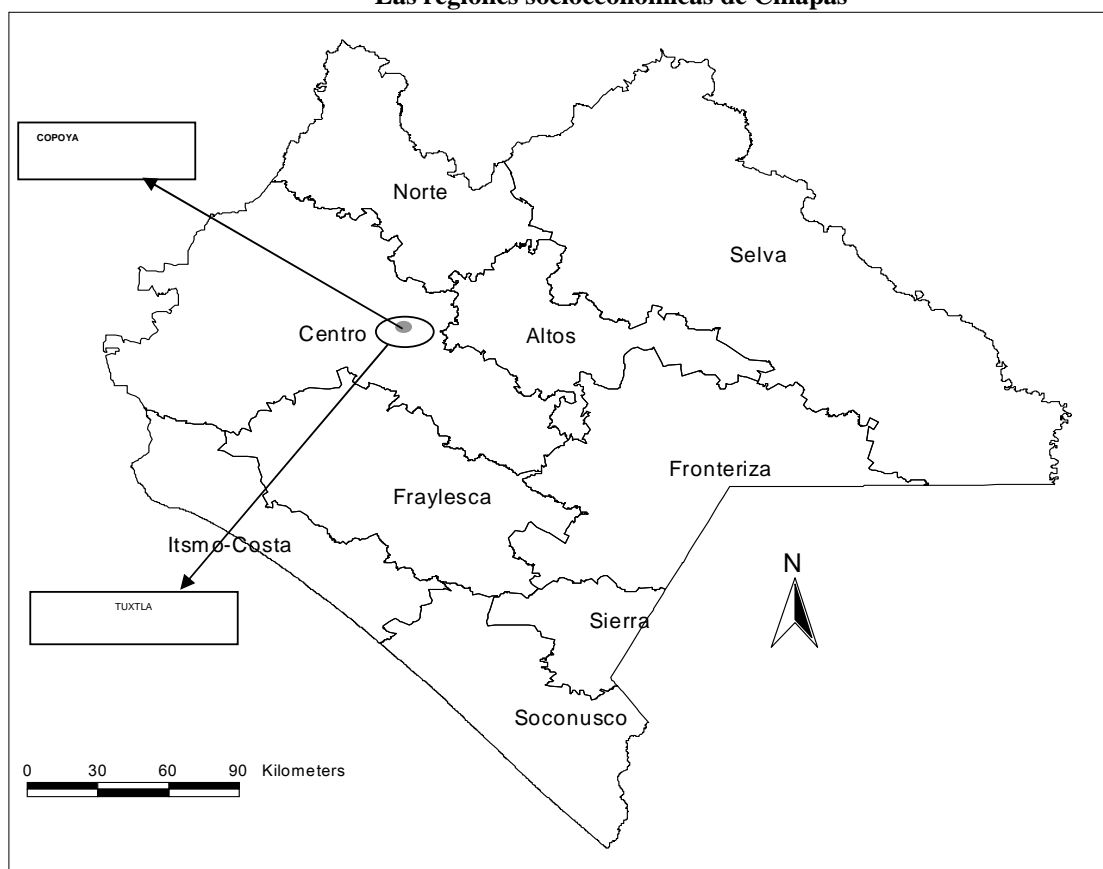 Las regiones socioeconómicas de Chiapas
COPOYA
Norte
Selva
Centro
Altos
Fronteriza
Fraylesca
Itsmo-Costa
N
TUXTLA
Sierra
Soconusco
0 30 60 90 Kilometers